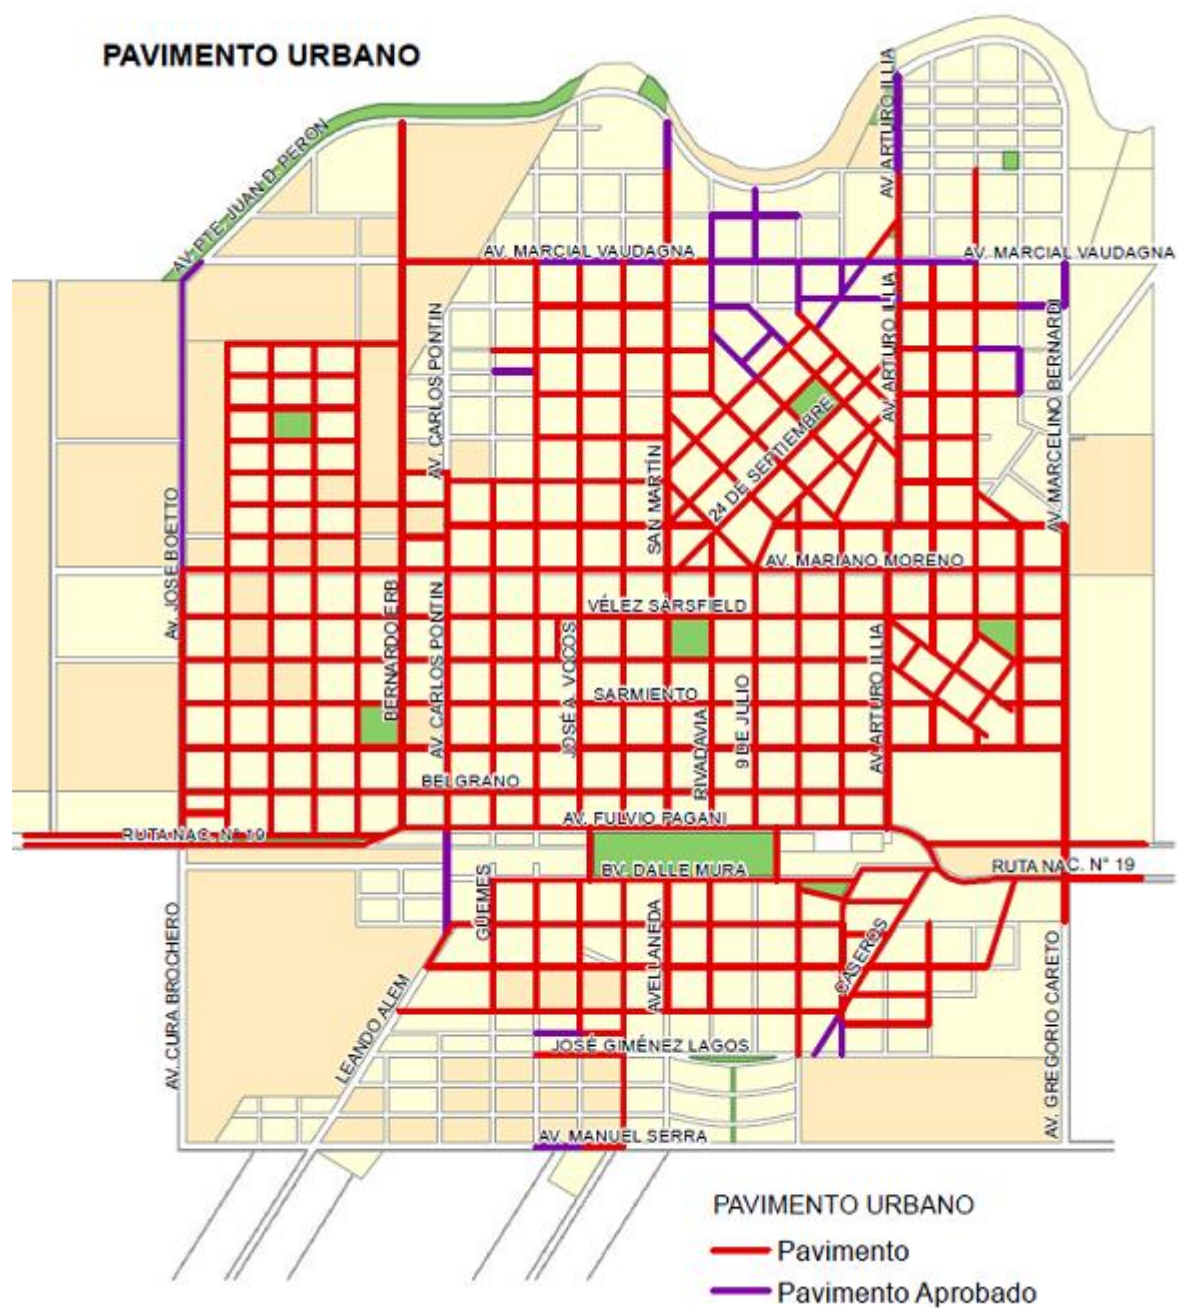 PAVIMENTO URBANO
AV. ARTURO ILLIA
AV. PTE. JUAN D. PERON
AV. MARCIAL VAUDAGNA
AV. MARCIAL VAUDAGNA
AV. CARLOS PONTIN
AV. ARTURO ILLIA
AV. MARCELINO BERNARDI
24 DE SEPTIEMBRE
SAN MARTÍN
AV. JOSE BOETTO
AV. MARIANO MORENO
BERNARDO ERB
AV. CARLOS PONTIN
VÉLEZ SARSFIELD
JOSÉ A. VOCOS
SARMIENTO
RIVADAVIA
9 DE JULIO
AV. ARTURO ILLIA
BELGRANO
AV. FULVIO PAGANI
RUTA NAC. N° 19
BV. DALLE MURA
RUTA NAC. N° 19
GÜEMES
AVELLANEDA
CASEROS
AV. CURA BROCHERO
LEANDO ALEM
JOSÉ GIMÉNEZ LAGOS
AV. GREGORIO CARETO
AV. MANUEL SERRA
PAVIMENTO URBANO
Pavimento
Pavimento Aprobado